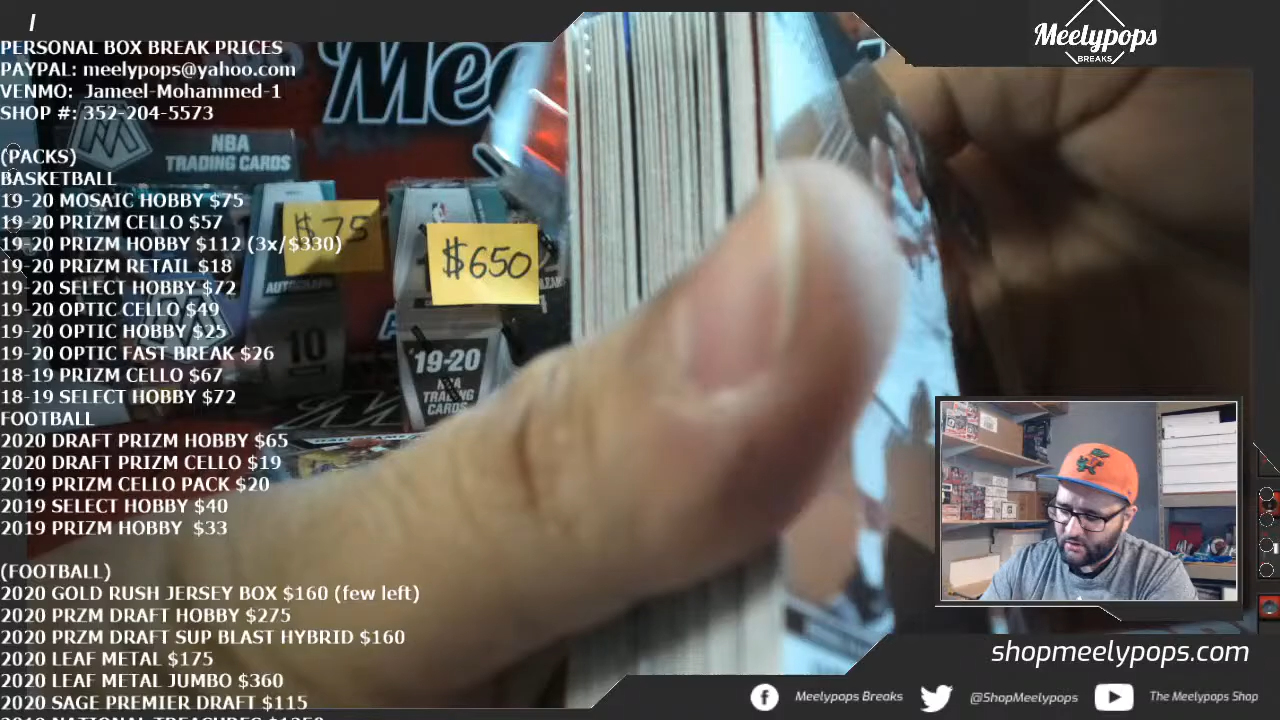 PERSONAL BOX BREAK PRICES
PAYPAL: meelypops@yahoo.com
VENMO: Jameel-Mohammed-1
SHOP #: 352-204-5573
(PACKS)
BASKETBALL
19-20 MOSAIC HOBBY $75
19-20 PRIZM CELLO $57
19-20 PRIZM HOBBY $112 (3x/$330)
19-20 PRIZM RETAIL $18
19-20 SELECT HOBBY $72
19-20 OPTIC CELLO $49
19-20 OPTIC HOBBY $25
19-20 OPTIC FAST BREAK $26
18-19 PRIZM CELLO $67
18-19 SELECT HOBBY $72
FOOTBALL
2020 DRAFT PRIZM HOBBY $65
2020 DRAFT PRIZM CELLO $19
2019 PRIZM CELLO PACK $20
2019 SELECT HOBBY $40
2019 PRIZM HOBBY $33
(FOOTBALL)
2020 GOLD RUSH JERSEY BOX $160 (few left)
2020 PRZM DRAFT HOBBY $275
2020 PRZM DRAFT SUP BLAST HYBRID $160
2020 LEAF METAL $175
2020 LEAF METAL JUMBO $360
2020 SAGE PREMIER DRAFT $115
2019 NATIONAL TREASURES $1250
Mee
NBA
TRADING CARDS
$75
$650
AUTOGRAPH
10
19-20
NBA
TRADING
CARDS
Meelypops
BREAKS
shopmeelypops.com
Meelypops Breaks
@ShopMeelypops
The Meelypops Shop